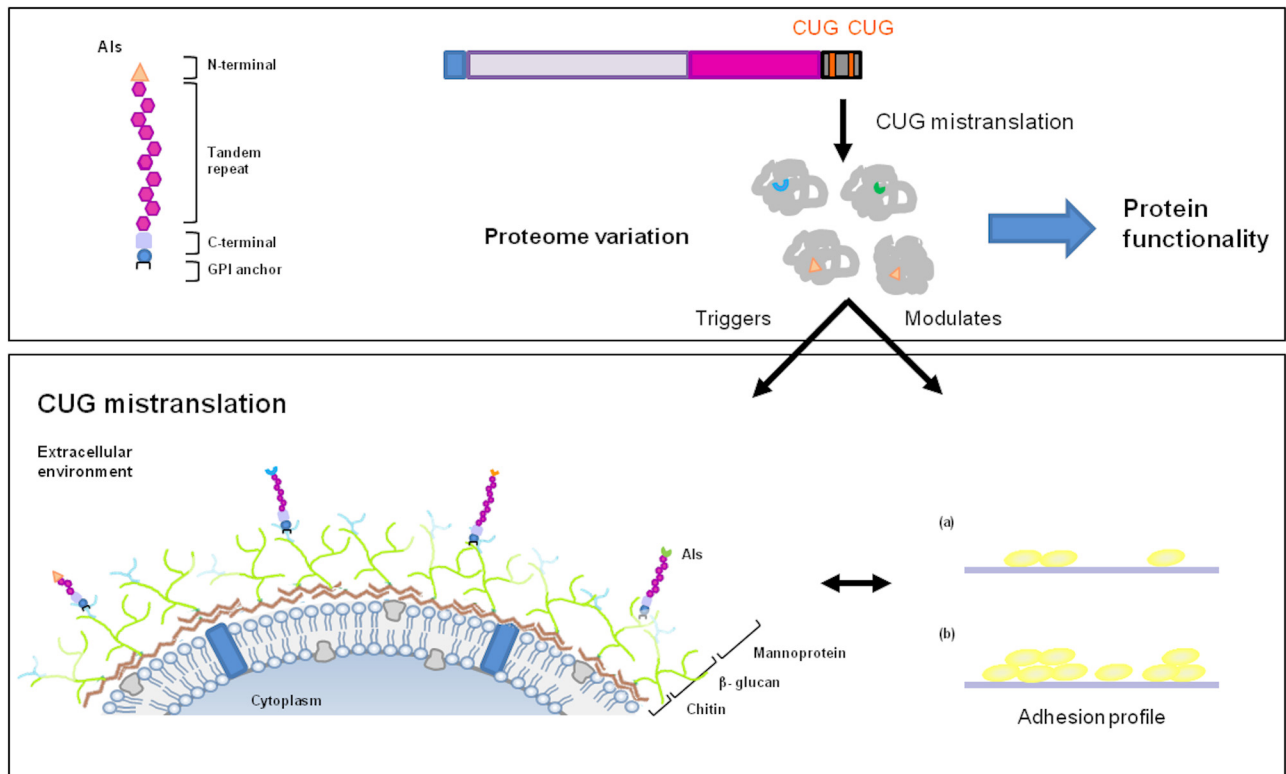 CUG CUG
Als
N-terminal
Tandem
repeat
C-terminal
GPI anchor
CUG mistranslation
Proteome variation
Protein
functionality
Triggers
Modulates
CUG mistranslation
Extracellular
environment
Als
Mannoprotein
β- glucan
Chitin
Cytoplasm
(a)
(b)
Adhesion profile